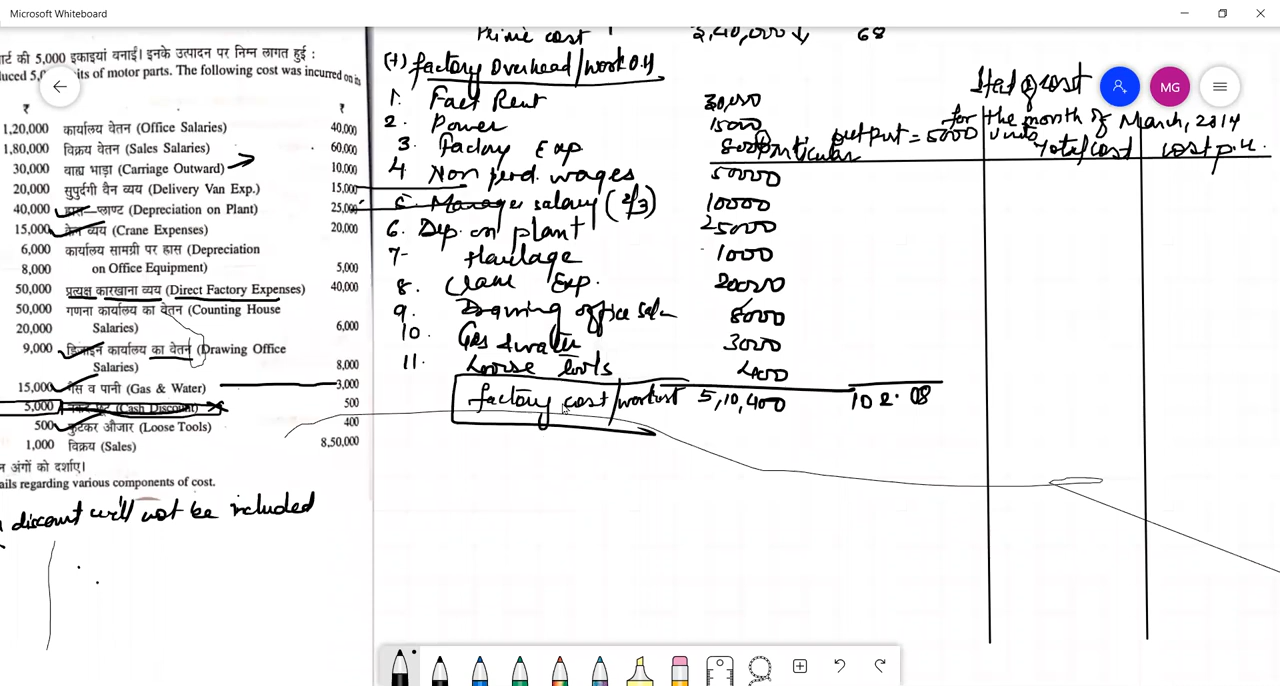 Microsoft Whiteboard
र्ट की 5,000 इकाइयां बनाईं। इनके उत्पादन पर निम्न लागत हुई :
uced 5,0 its of motor parts. The following cost was incurred on its
₹ ₹
1,20,000 कार्यालय वेतन (Office Salaries) 40,000
1,80,000 विक्रय वेतन (Sales Salaries) 60,000
30,000 वाह्य भाड़ा (Carriage Outward) 10,000
20,000 सुपुर्दगी वैन व्यय (Delivery Van Exp.) 15,000
40,000 ह्रास—प्लाण्ट (Depreciation on Plant) 25,000
15,000 क्रेन व्यय (Crane Expenses) 20,000
6,000 कार्यालय सामग्री पर ह्रास (Depreciation
8,000 on Office Equipment) 5,000
50,000 प्रत्यक्ष कारखाना व्यय (Direct Factory Expenses) 40,000
50,000 गणना कार्यालय का वेतन (Counting House
20,000 Salaries) 6,000
9,000 डिजाइन कार्यालय का वेतन (Drawing Office
Salaries) 8,000
15,000 गैस व पानी (Gas & Water) 3,000
5,000 नकद छूट (Cash Discount) 500
500 फुटकर औजार (Loose Tools) 400
1,000 विक्रय (Sales) 8,50,000
न अंगों को दर्शाए।
ails regarding various components of cost.
discount will not be included
Prime cost 3,40,000 68
(+) Factory Overhead/work O.H
1. Fact Rent 30,000
2. Power 15000
3. Factory Exp 8000
4 Non prod. wages 50000
5. Manager salary (2/3) 10000
6. Dep. on plant 25000
7- Haulage 1000
8. Crane Exp. 20000
9. Drawing office sala 8000
10. Gas & water 3000
11. Loose tools 400
factory cost/workcost 5,10,400 102.08
MG
Stat of cost
for the month of March, 2014
output = 5000 units
Particular Total cost cost p.u.